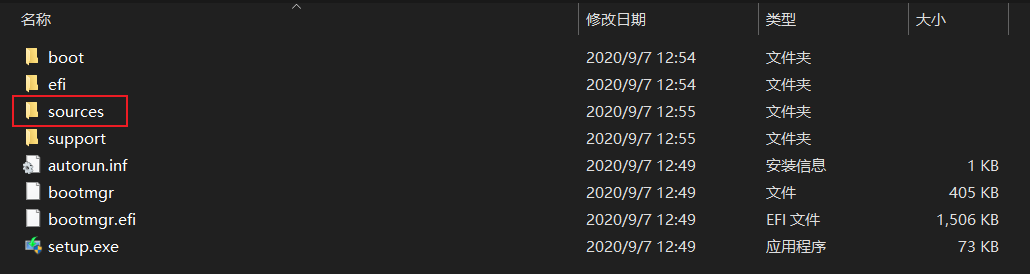 名称 修改日期 类型 大小
boot 2020/9/7 12:54 文件夹
efi 2020/9/7 12:54 文件夹
sources 2020/9/7 12:55 文件夹
support 2020/9/7 12:55 文件夹
autorun.inf 2020/9/7 12:49 安装信息 1 KB
bootmgr 2020/9/7 12:49 文件 405 KB
bootmgr.efi 2020/9/7 12:49 EFI 文件 1,506 KB
setup.exe 2020/9/7 12:49 应用程序 73 KB